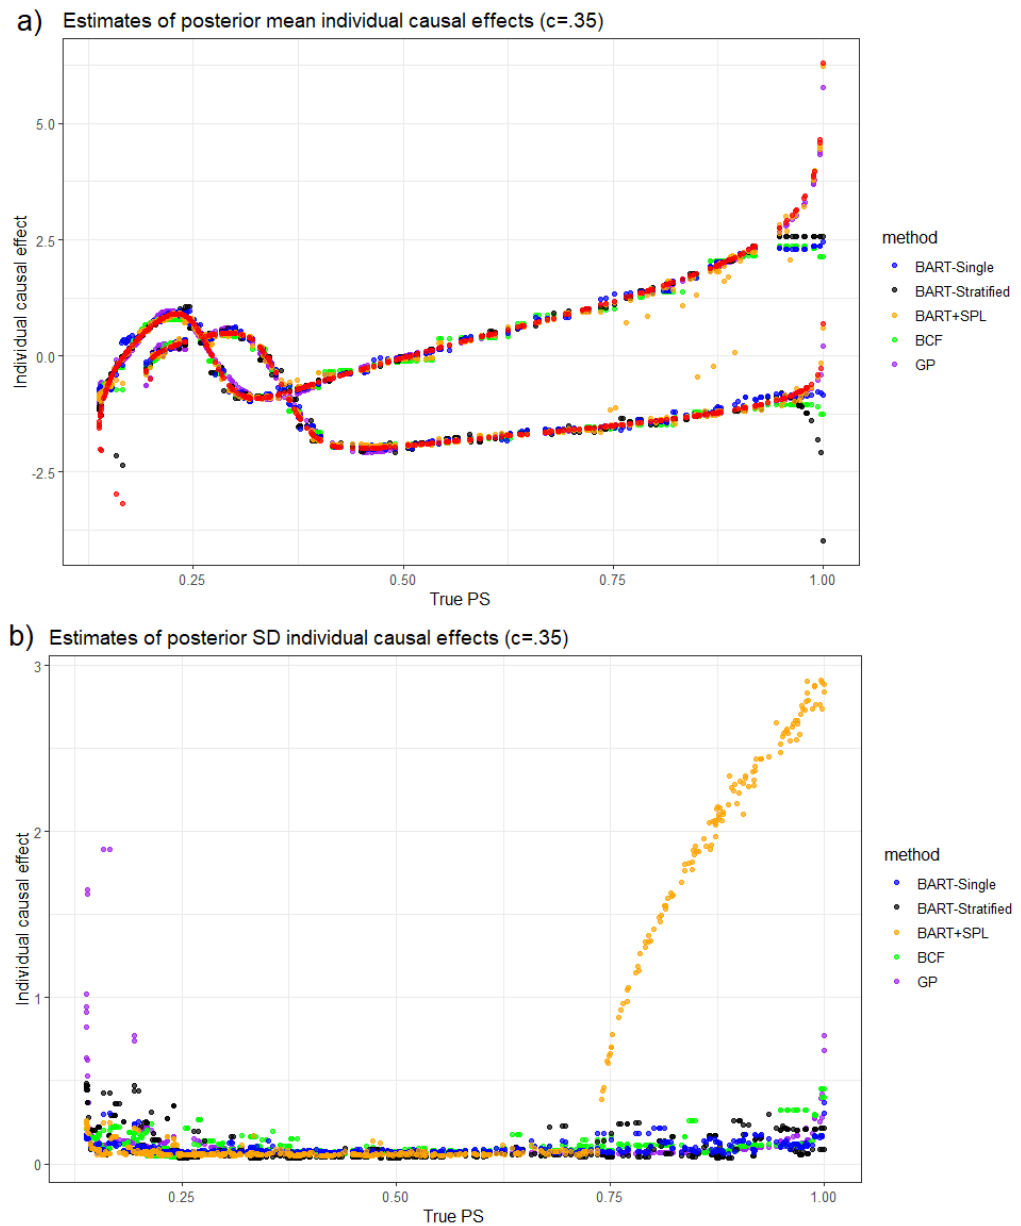 a) Estimates of posterior mean individual causal effects (c=.35)
5.0
2.5
0.0
-2.5
Individual causal effect
0.25 0.50 0.75 1.00
True PS
method
BART-Single
BART-Stratified
BART+SPL
BCF
GP
b) Estimates of posterior SD individual causal effects (c=.35)
3
2
1
0
Individual causal effect
0.25 0.50 0.75 1.00
True PS
method
BART-Single
BART-Stratified
BART+SPL
BCF
GP